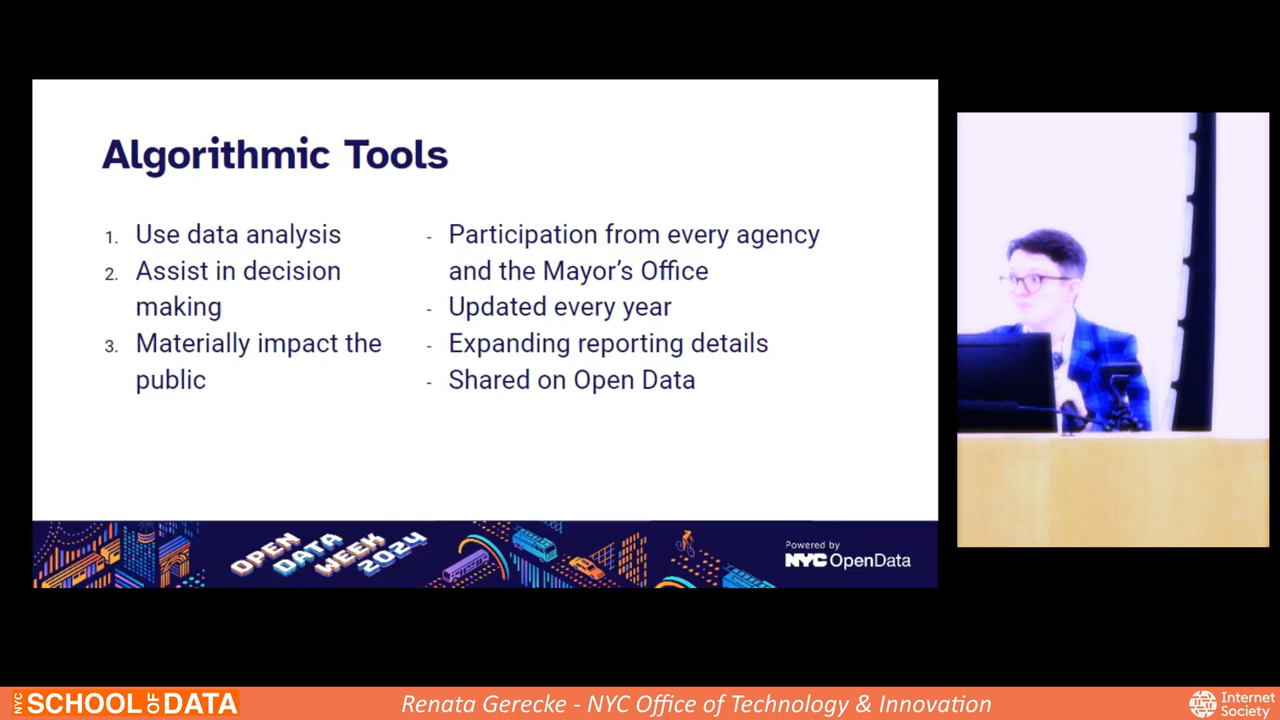 Algorithmic Tools
1. Use data analysis
2. Assist in decision
making
3. Materially impact the
public
- Participation from every agency
and the Mayor's Office
- Updated every year
- Expanding reporting details
- Shared on Open Data
OPEN DATA WEEK 2024
Powered by
NYC OpenData
NYC SCHOOL OF DATA
Renata Gerecke - NYC Office of Technology & Innovation
Internet
Society